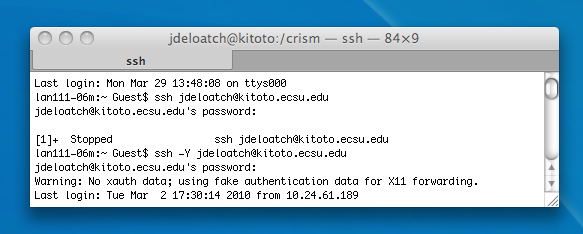 jdeloatch@kitoto:/crism — ssh — 84×9
ssh
Last login: Mon Mar 29 13:48:08 on ttys000
lan111-06m:~ Guest$ ssh jdeloatch@kitoto.ecsu.edu
jdeloatch@kitoto.ecsu.edu's password:
[1]+  Stopped                 ssh jdeloatch@kitoto.ecsu.edu
lan111-06m:~ Guest$ ssh -Y jdeloatch@kitoto.ecsu.edu
jdeloatch@kitoto.ecsu.edu's password:
Warning: No xauth data; using fake authentication data for X11 forwarding.
Last login: Tue Mar  2 17:30:14 2010 from 10.24.61.189